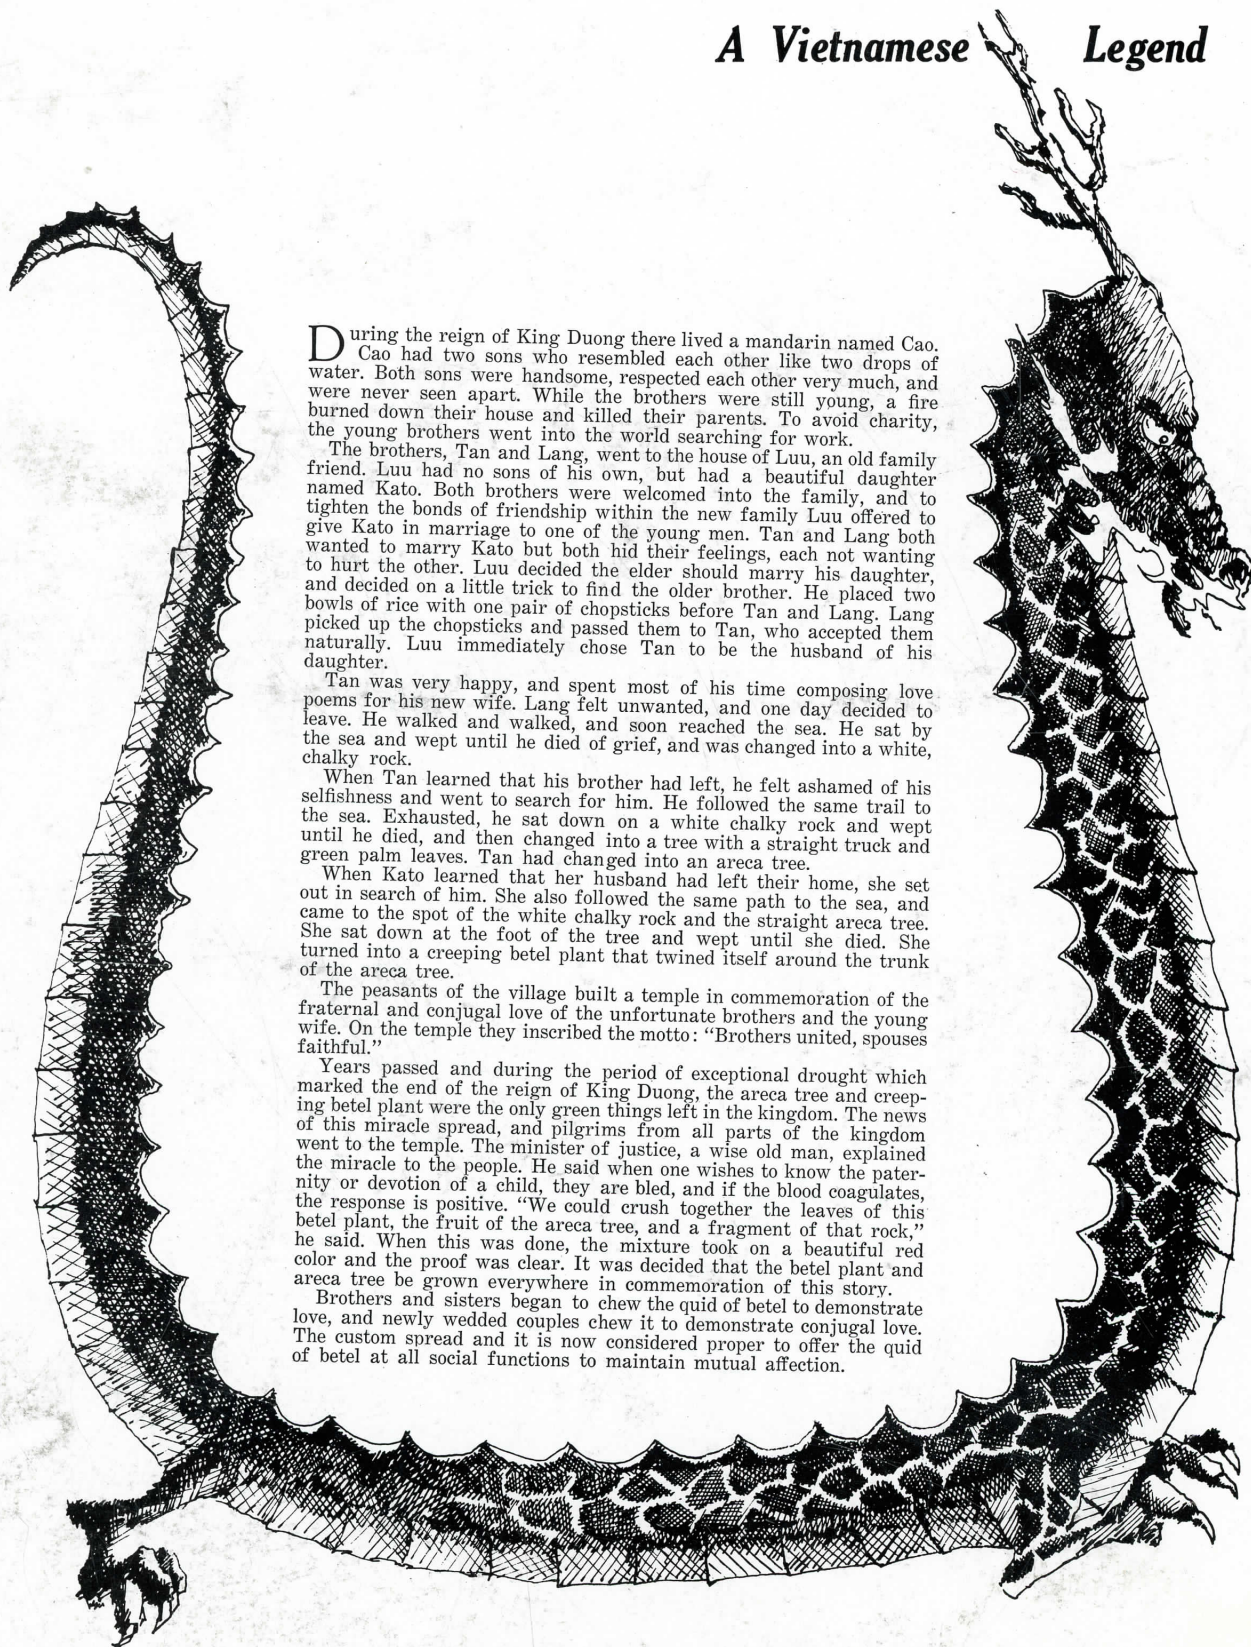 A Vietnamese Legend
During the reign of King Duong there lived a mandarin named Cao.
Cao had two sons who resembled each other like two drops of
water. Both sons were handsome, respected each other very much, and
were never seen apart. While the brothers were still young, a fire
burned down their house and killed their parents. To avoid charity,
the young brothers went into the world searching for work.
The brothers, Tan and Lang, went to the house of Luu, an old family
friend. Luu had no sons of his own, but had a beautiful daughter
named Kato. Both brothers were welcomed into the family, and to
tighten the bonds of friendship within the new family Luu offered to
give Kato in marriage to one of the young men. Tan and Lang both
wanted to marry Kato but both hid their feelings, each not wanting
to hurt the other. Luu decided the elder should marry his daughter,
and decided on a little trick to find the older brother. He placed two
bowls of rice with one pair of chopsticks before Tan and Lang. Lang
picked up the chopsticks and passed them to Tan, who accepted them
naturally. Luu immediately chose Tan to be the husband of his
daughter.
Tan was very happy, and spent most of his time composing love
poems for his new wife. Lang felt unwanted, and one day decided to
leave. He walked and walked, and soon reached the sea. He sat by
the sea and wept until he died of grief, and was changed into a white,
chalky rock.
When Tan learned that his brother had left, he felt ashamed of his
selfishness and went to search for him. He followed the same trail to
the sea. Exhausted, he sat down on a white chalky rock and wept
until he died, and then changed into a tree with a straight truck and
green palm leaves. Tan had changed into an areca tree.
When Kato learned that her husband had left their home, she set
out in search of him. She also followed the same path to the sea, and
came to the spot of the white chalky rock and the straight areca tree.
She sat down at the foot of the tree and wept until she died. She
turned into a creeping betel plant that twined itself around the trunk
of the areca tree.
The peasants of the village built a temple in commemoration of the
fraternal and conjugal love of the unfortunate brothers and the young
wife. On the temple they inscribed the motto: “Brothers united, spouses
faithful.”
Years passed and during the period of exceptional drought which
marked the end of the reign of King Duong, the areca tree and creep-
ing betel plant were the only green things left in the kingdom. The news
of this miracle spread, and pilgrims from all parts of the kingdom
went to the temple. The minister of justice, a wise old man, explained
the miracle to the people. He said when one wishes to know the pater-
nity or devotion of a child, they are bled, and if the blood coagulates,
the response is positive. “We could crush together the leaves of this
betel plant, the fruit of the areca tree, and a fragment of that rock,”
he said. When this was done, the mixture took on a beautiful red
color and the proof was clear. It was decided that the betel plant and
areca tree be grown everywhere in commemoration of this story.
Brothers and sisters began to chew the quid of betel to demonstrate
love, and newly wedded couples chew it to demonstrate conjugal love.
The custom spread and it is now considered proper to offer the quid
of betel at all social functions to maintain mutual affection.